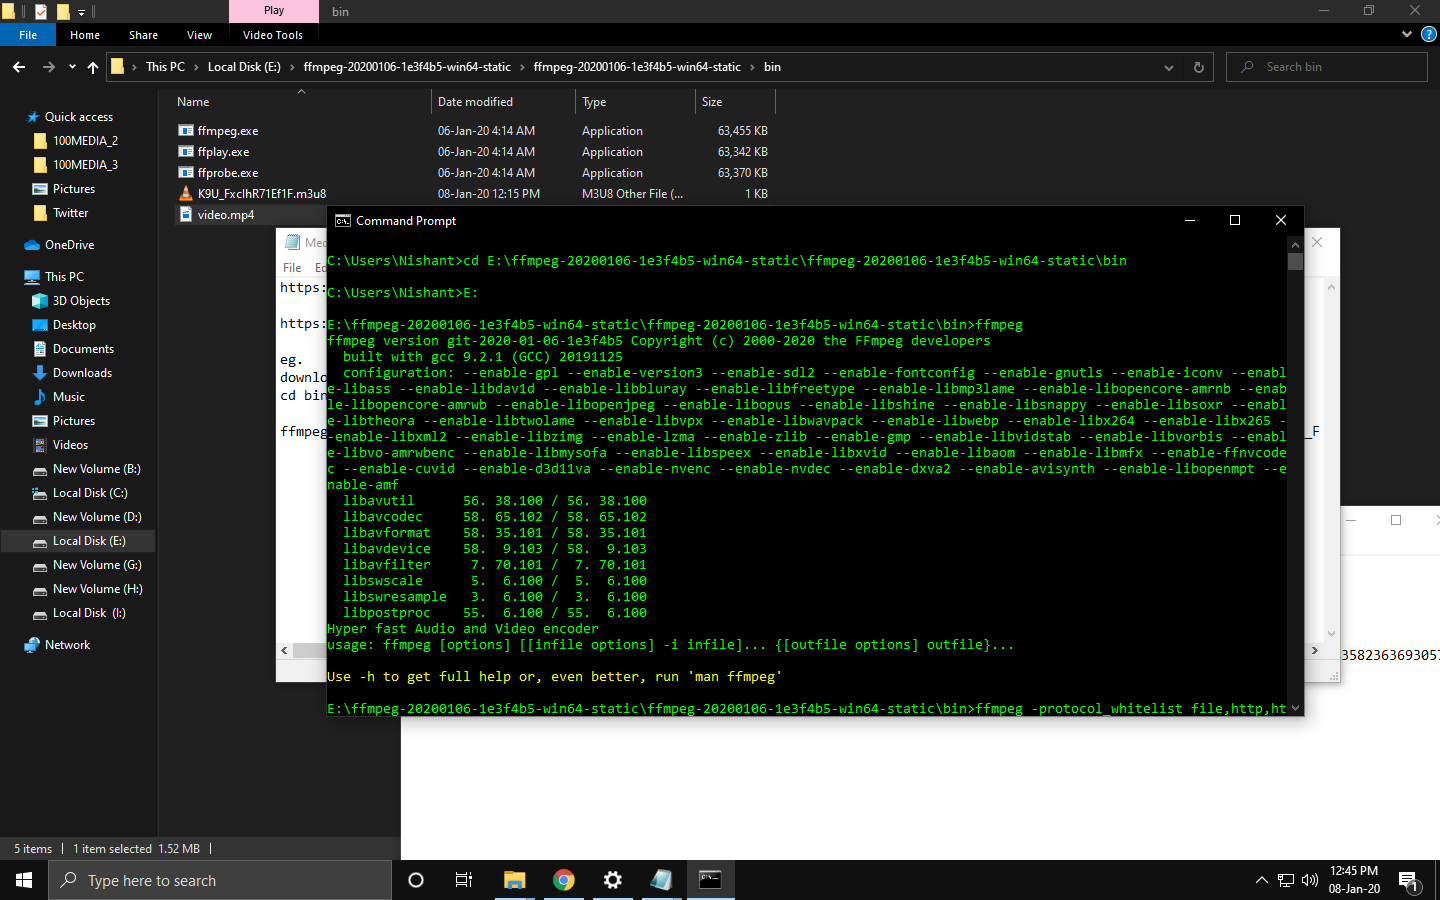 Play
bin
File Home Share View Video Tools
This PC Local Disk (E:) ffmpeg-20200106-1e3f4b5-win64-static ffmpeg-20200106-1e3f4b5-win64-static bin
Search bin
Name Date modified Type Size
ffmpeg.exe 06-Jan-20 4:14 AM Application 63,455 KB
ffplay.exe 06-Jan-20 4:14 AM Application 63,342 KB
ffprobe.exe 06-Jan-20 4:14 AM Application 63,370 KB
K9U_FxclhR71Ef1F.m3u8 08-Jan-20 12:15 PM M3U8 Other File (... 1 KB
video.mp4
Quick access
100MEDIA_2
100MEDIA_3
Pictures
Twitter
OneDrive
This PC
3D Objects
Desktop
Documents
Downloads
Music
Pictures
Videos
New Volume (B:)
Local Disk (C:)
New Volume (D:)
Local Disk (E:)
New Volume (G:)
New Volume (H:)
Local Disk (I:)
Network
Med
File Ed
https:
https:
eg.
downlo
cd bin
ffmpeg
_F
Command Prompt
C:\Users\Nishant>cd E:\ffmpeg-20200106-1e3f4b5-win64-static\ffmpeg-20200106-1e3f4b5-win64-static\bin
C:\Users\Nishant>E:
E:\ffmpeg-20200106-1e3f4b5-win64-static\ffmpeg-20200106-1e3f4b5-win64-static\bin>ffmpeg
ffmpeg version git-2020-01-06-1e3f4b5 Copyright (c) 2000-2020 the FFmpeg developers
built with gcc 9.2.1 (GCC) 20191125
configuration: --enable-gpl --enable-version3 --enable-sdl2 --enable-fontconfig --enable-gnutls --enable-iconv --enabl
e-libass --enable-libdav1d --enable-libbluray --enable-libfreetype --enable-libmp3lame --enable-libopencore-amrnb --enab
le-libopencore-amrwb --enable-libopenjpeg --enable-libopus --enable-libshine --enable-libsnappy --enable-libsoxr --enabl
e-libtheora --enable-libtwolame --enable-libvpx --enable-libwavpack --enable-libwebp --enable-libx264 --enable-libx265 -
-enable-libxml2 --enable-libzimg --enable-lzma --enable-zlib --enable-gmp --enable-libvidstab --enable-libvorbis --enabl
e-libvo-amrwbenc --enable-libmysofa --enable-libspeex --enable-libxvid --enable-libaom --enable-libmfx --enable-ffnvcode
c --enable-cuvid --enable-d3d11va --enable-nvenc --enable-nvdec --enable-dxva2 --enable-avisynth --enable-libopenmpt --e
nable-amf
libavutil 56. 38.100 / 56. 38.100
libavcodec 58. 65.102 / 58. 65.102
libavformat 58. 35.101 / 58. 35.101
libavdevice 58. 9.103 / 58. 9.103
libavfilter 7. 70.101 / 7. 70.101
libswscale 5. 6.100 / 5. 6.100
libswresample 3. 6.100 / 3. 6.100
libpostproc 55. 6.100 / 55. 6.100
Hyper fast Audio and Video encoder
usage: ffmpeg [options] [[infile options] -i infile]... {[outfile options] outfile}...
Use -h to get full help or, even better, run 'man ffmpeg'
E:\ffmpeg-20200106-1e3f4b5-win64-static\ffmpeg-20200106-1e3f4b5-win64-static\bin>ffmpeg -protocol_whitelist file,http,ht
3582363693057
5 items 1 item selected 1.52 MB
Type here to search
12:45 PM
08-Jan-20
1